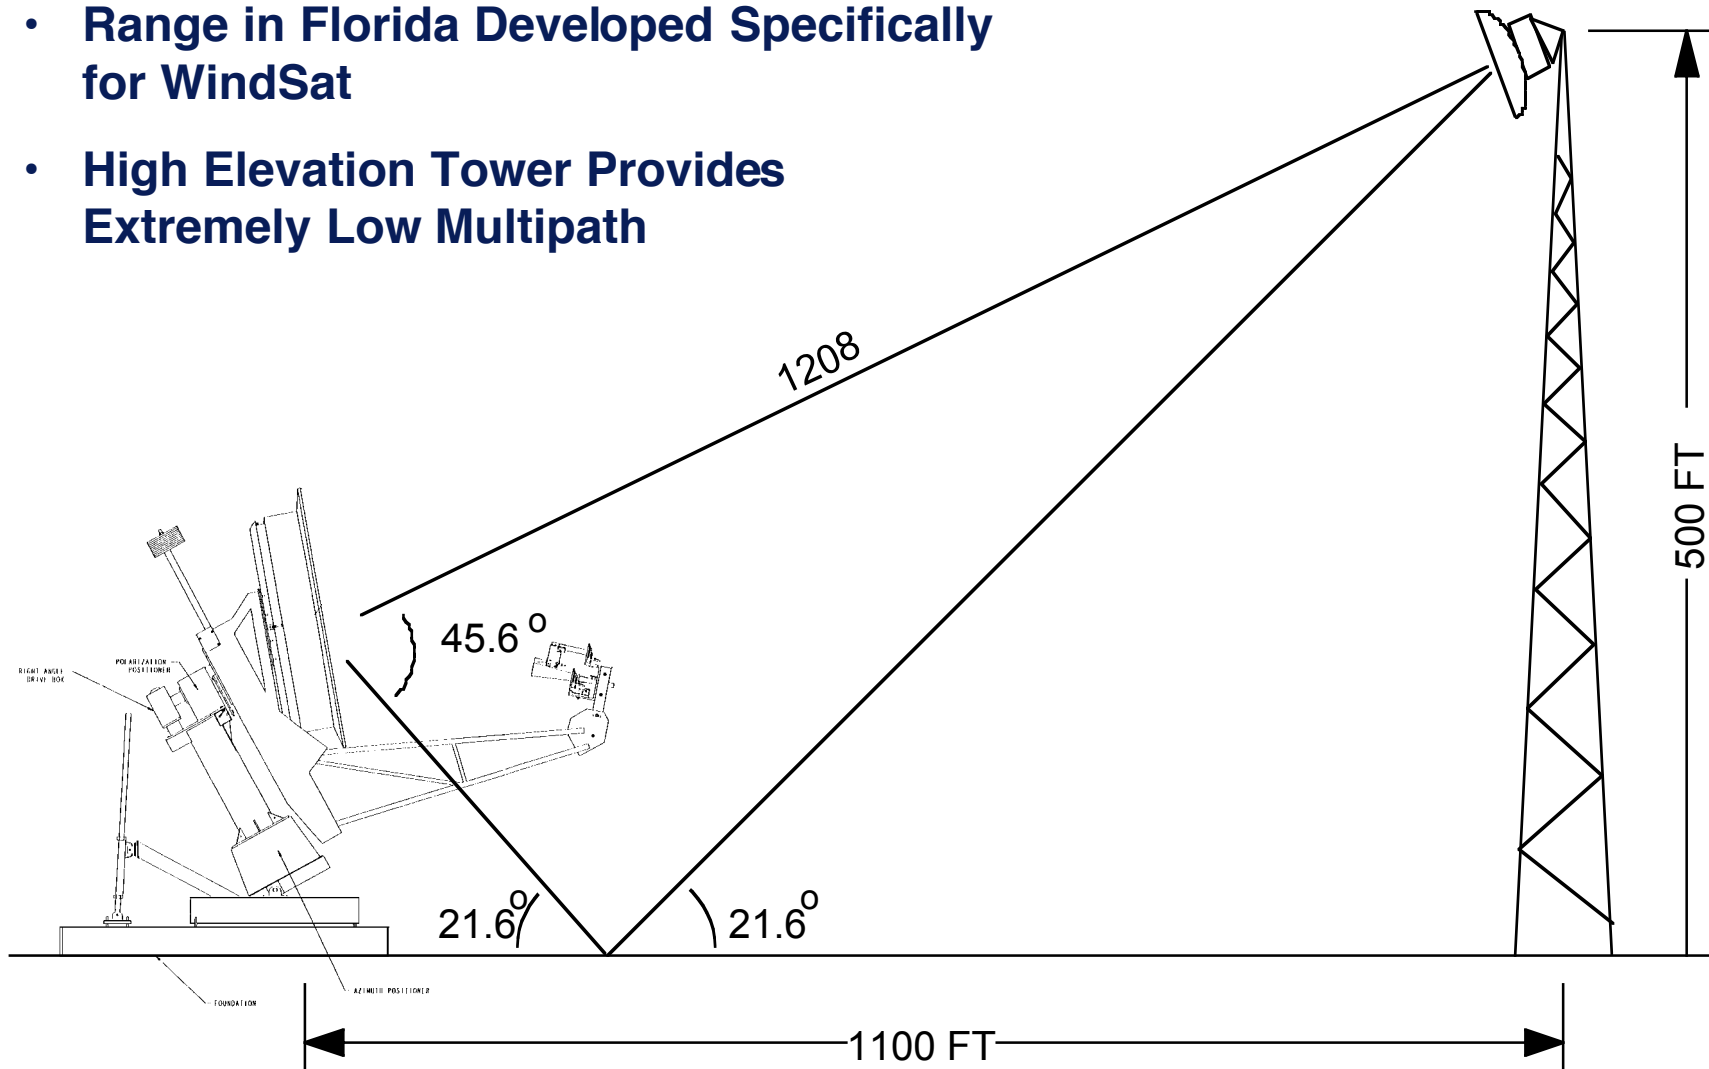 • Range in Florida Developed Specifically
for WindSat
• High Elevation Tower Provides
Extremely Low Multipath
1208
500 FT
45.6 o
POLARIZATION
POSITIONER
RIGHT ANGLE
DRIVE BOX
21.6o
21.6o
AZIMUTH POSITIONER
FOUNDATION
1100 FT